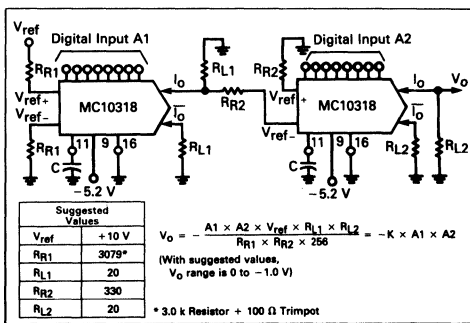 Vref
Digital Input A1
Digital Input A2
RR1
RL1
RR2
IO
IO
VO
Vref+
Vref−
MC10318
RR2
Vref+
Vref−
MC10318
IO
IO
RR1
RL1
RL2
RL2
11 9 16
11 9 16
C
C
−5.2 V
−5.2 V
Suggested Values
Vref +10 V
RR1 3079*
RL1 20
RR2 330
RL2 20
VO = − A1 × A2 × Vref × RL1 × RL2 / RR1 × RR2 × 256 = −K × A1 × A2
(With suggested values,
VO range is 0 to −1.0 V)
* 3.0 k Resistor + 100 Ω Trimpot